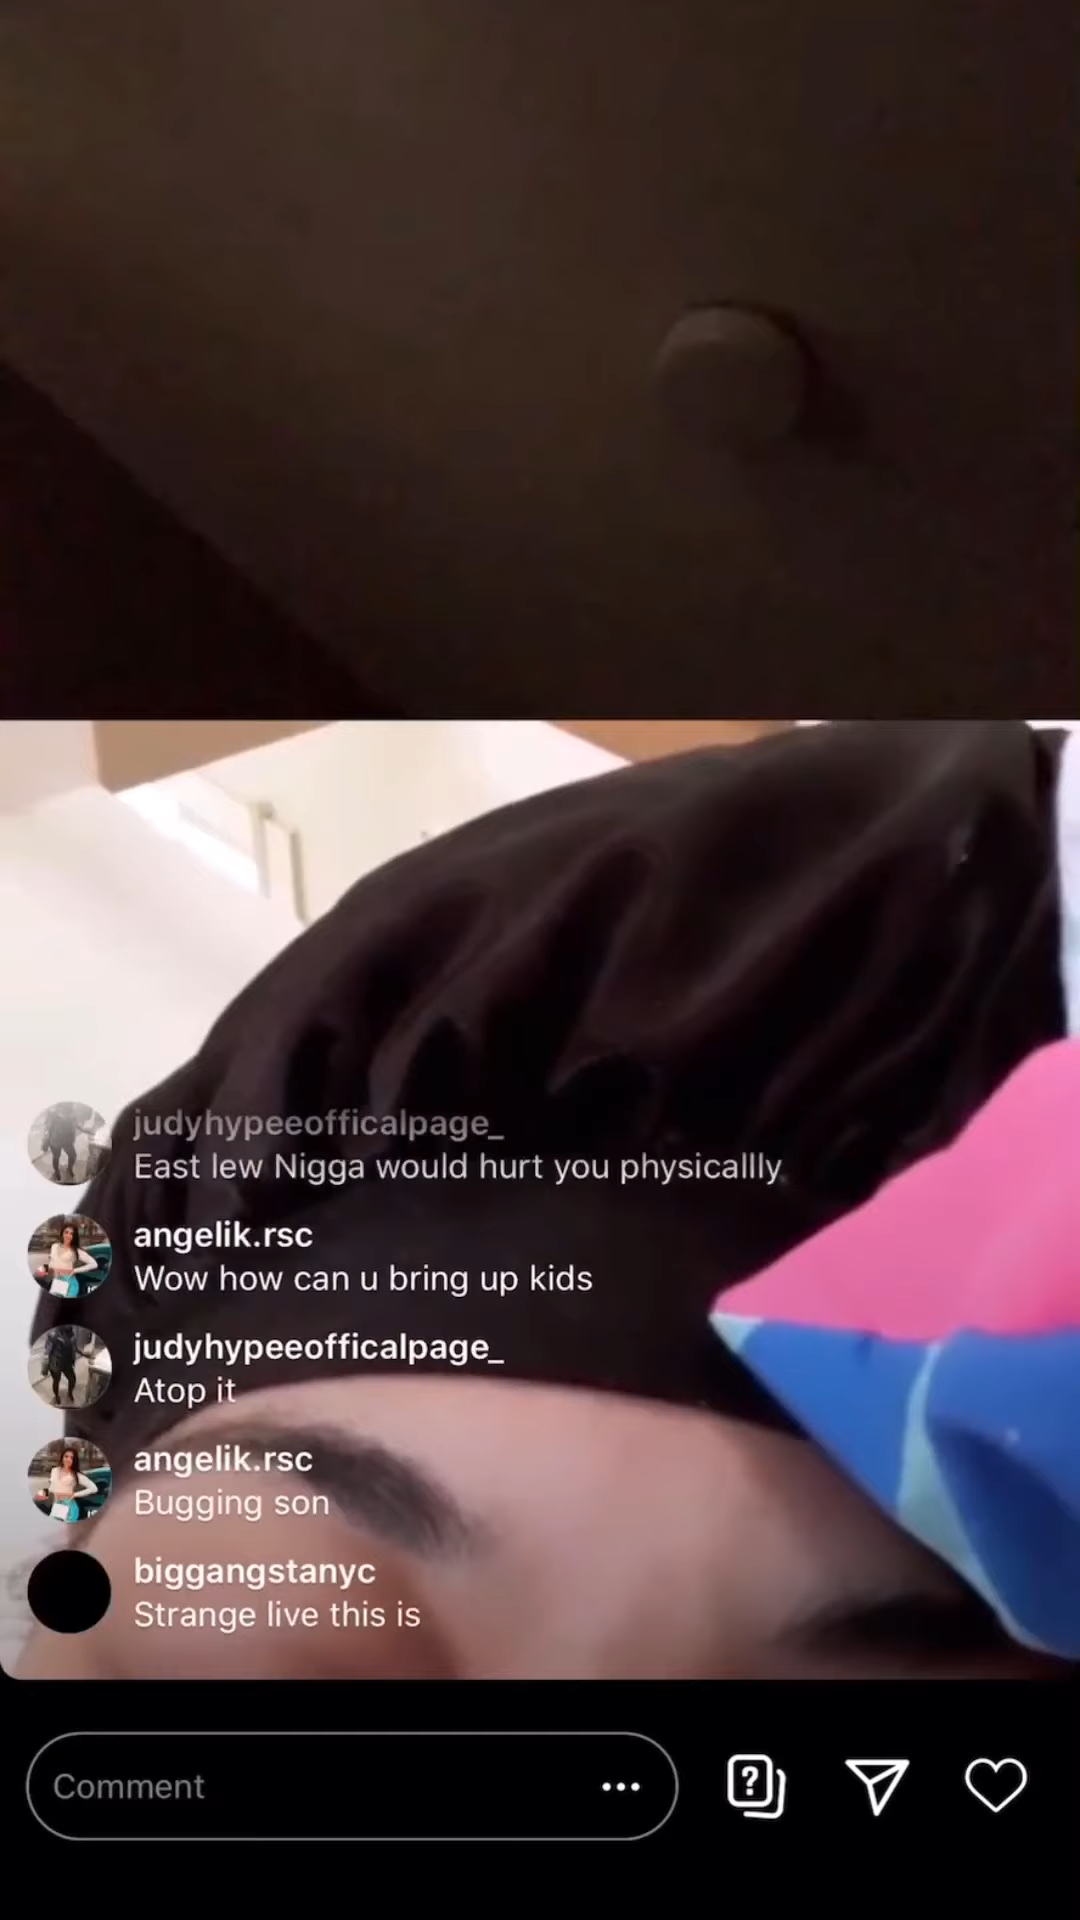 judyhypeeofficalpage_
East lew Nigga would hurt you physicallly
angelik.rsc
Wow how can u bring up kids
judyhypeeofficalpage_
Atop it
angelik.rsc
Bugging son
biggangstanyc
Strange live this is
Comment